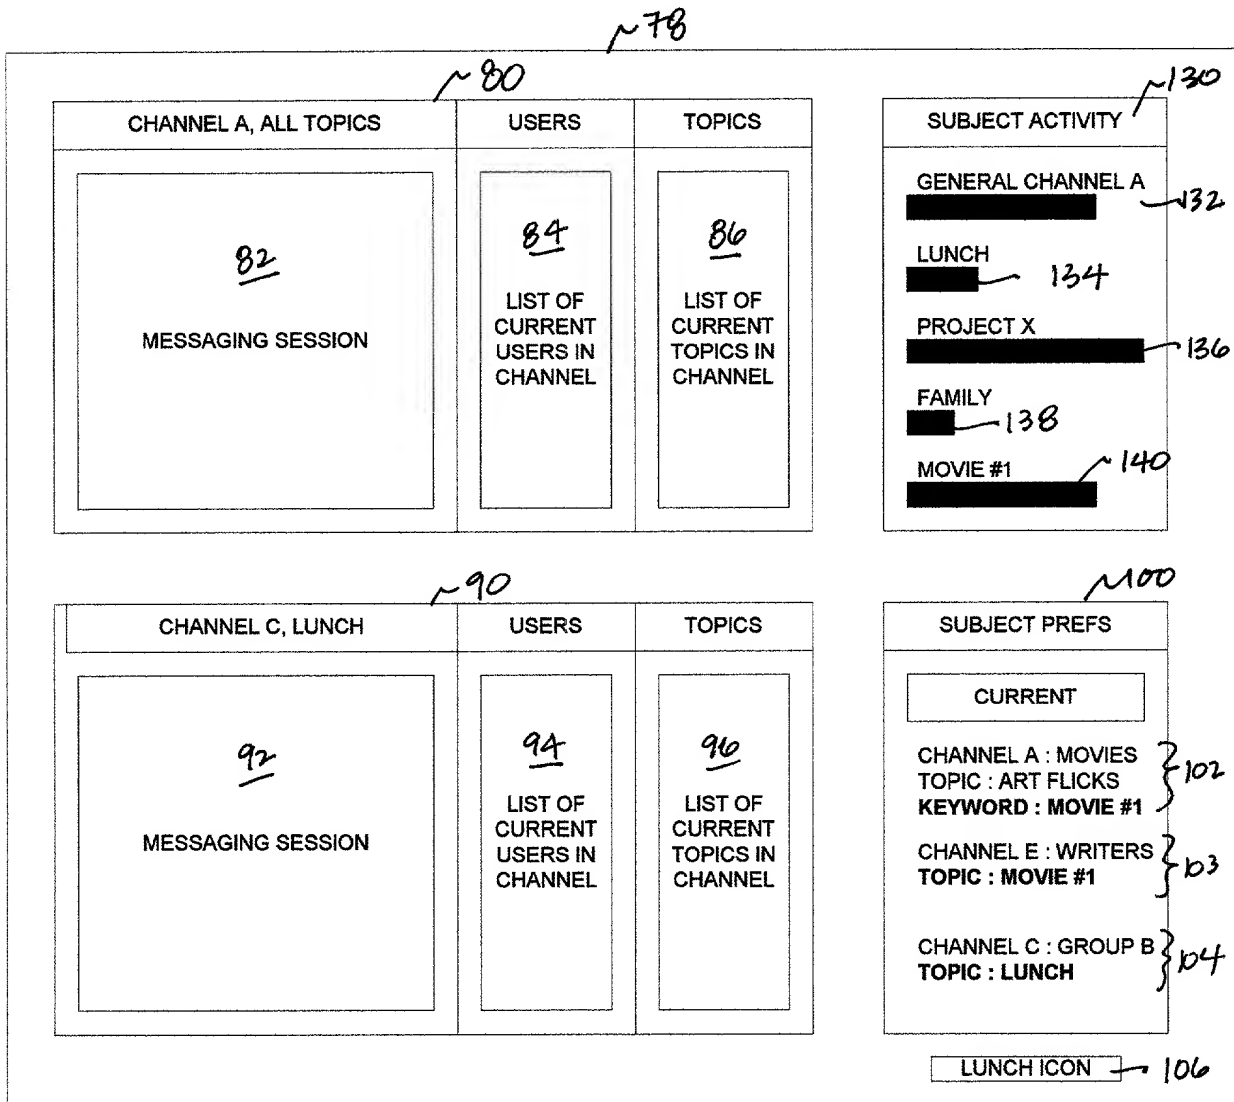 ~78
~80
CHANNEL A, ALL TOPICS
USERS
TOPICS
82
MESSAGING SESSION
84
LIST OF
CURRENT
USERS IN
CHANNEL
86
LIST OF
CURRENT
TOPICS IN
CHANNEL
~130
SUBJECT ACTIVITY
GENERAL CHANNEL A
132
LUNCH
134
PROJECT X
136
FAMILY
138
MOVIE #1
~140
~90
CHANNEL C, LUNCH
USERS
TOPICS
92
MESSAGING SESSION
94
LIST OF
CURRENT
USERS IN
CHANNEL
96
LIST OF
CURRENT
TOPICS IN
CHANNEL
~100
SUBJECT PREFS
CURRENT
CHANNEL A : MOVIES
TOPIC : ART FLICKS
KEYWORD : MOVIE #1
102
CHANNEL E : WRITERS
TOPIC : MOVIE #1
103
CHANNEL C : GROUP B
TOPIC : LUNCH
104
LUNCH ICON
106